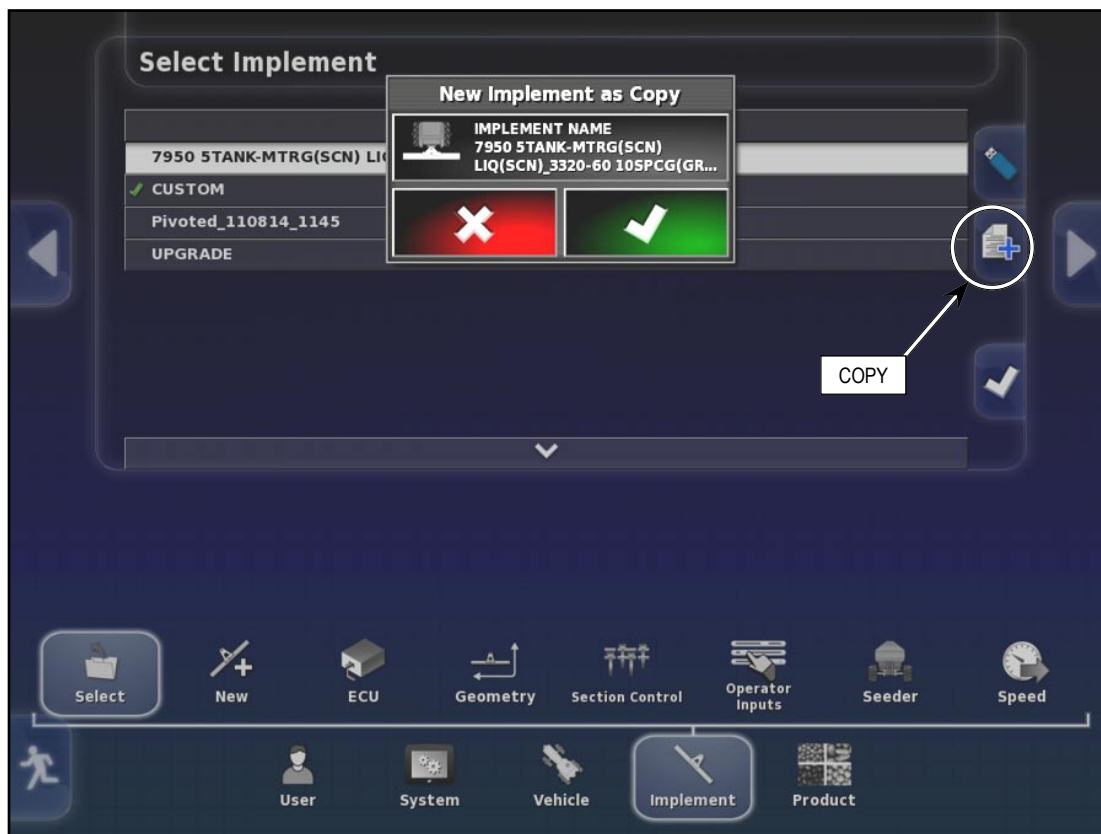 Select Implement
New Implement as Copy
IMPLEMENT NAME
7950 5TANK-MTRG(SCN)
LIQ(SCN)_3320-60 10SPCG(GR...
7950 5TANK-MTRG(SCN) LI
CUSTOM
Pivoted_110814_1145
UPGRADE
COPY
Select
New
ECU
Geometry
Section Control
Operator
Inputs
Seeder
Speed
User
System
Vehicle
Implement
Product